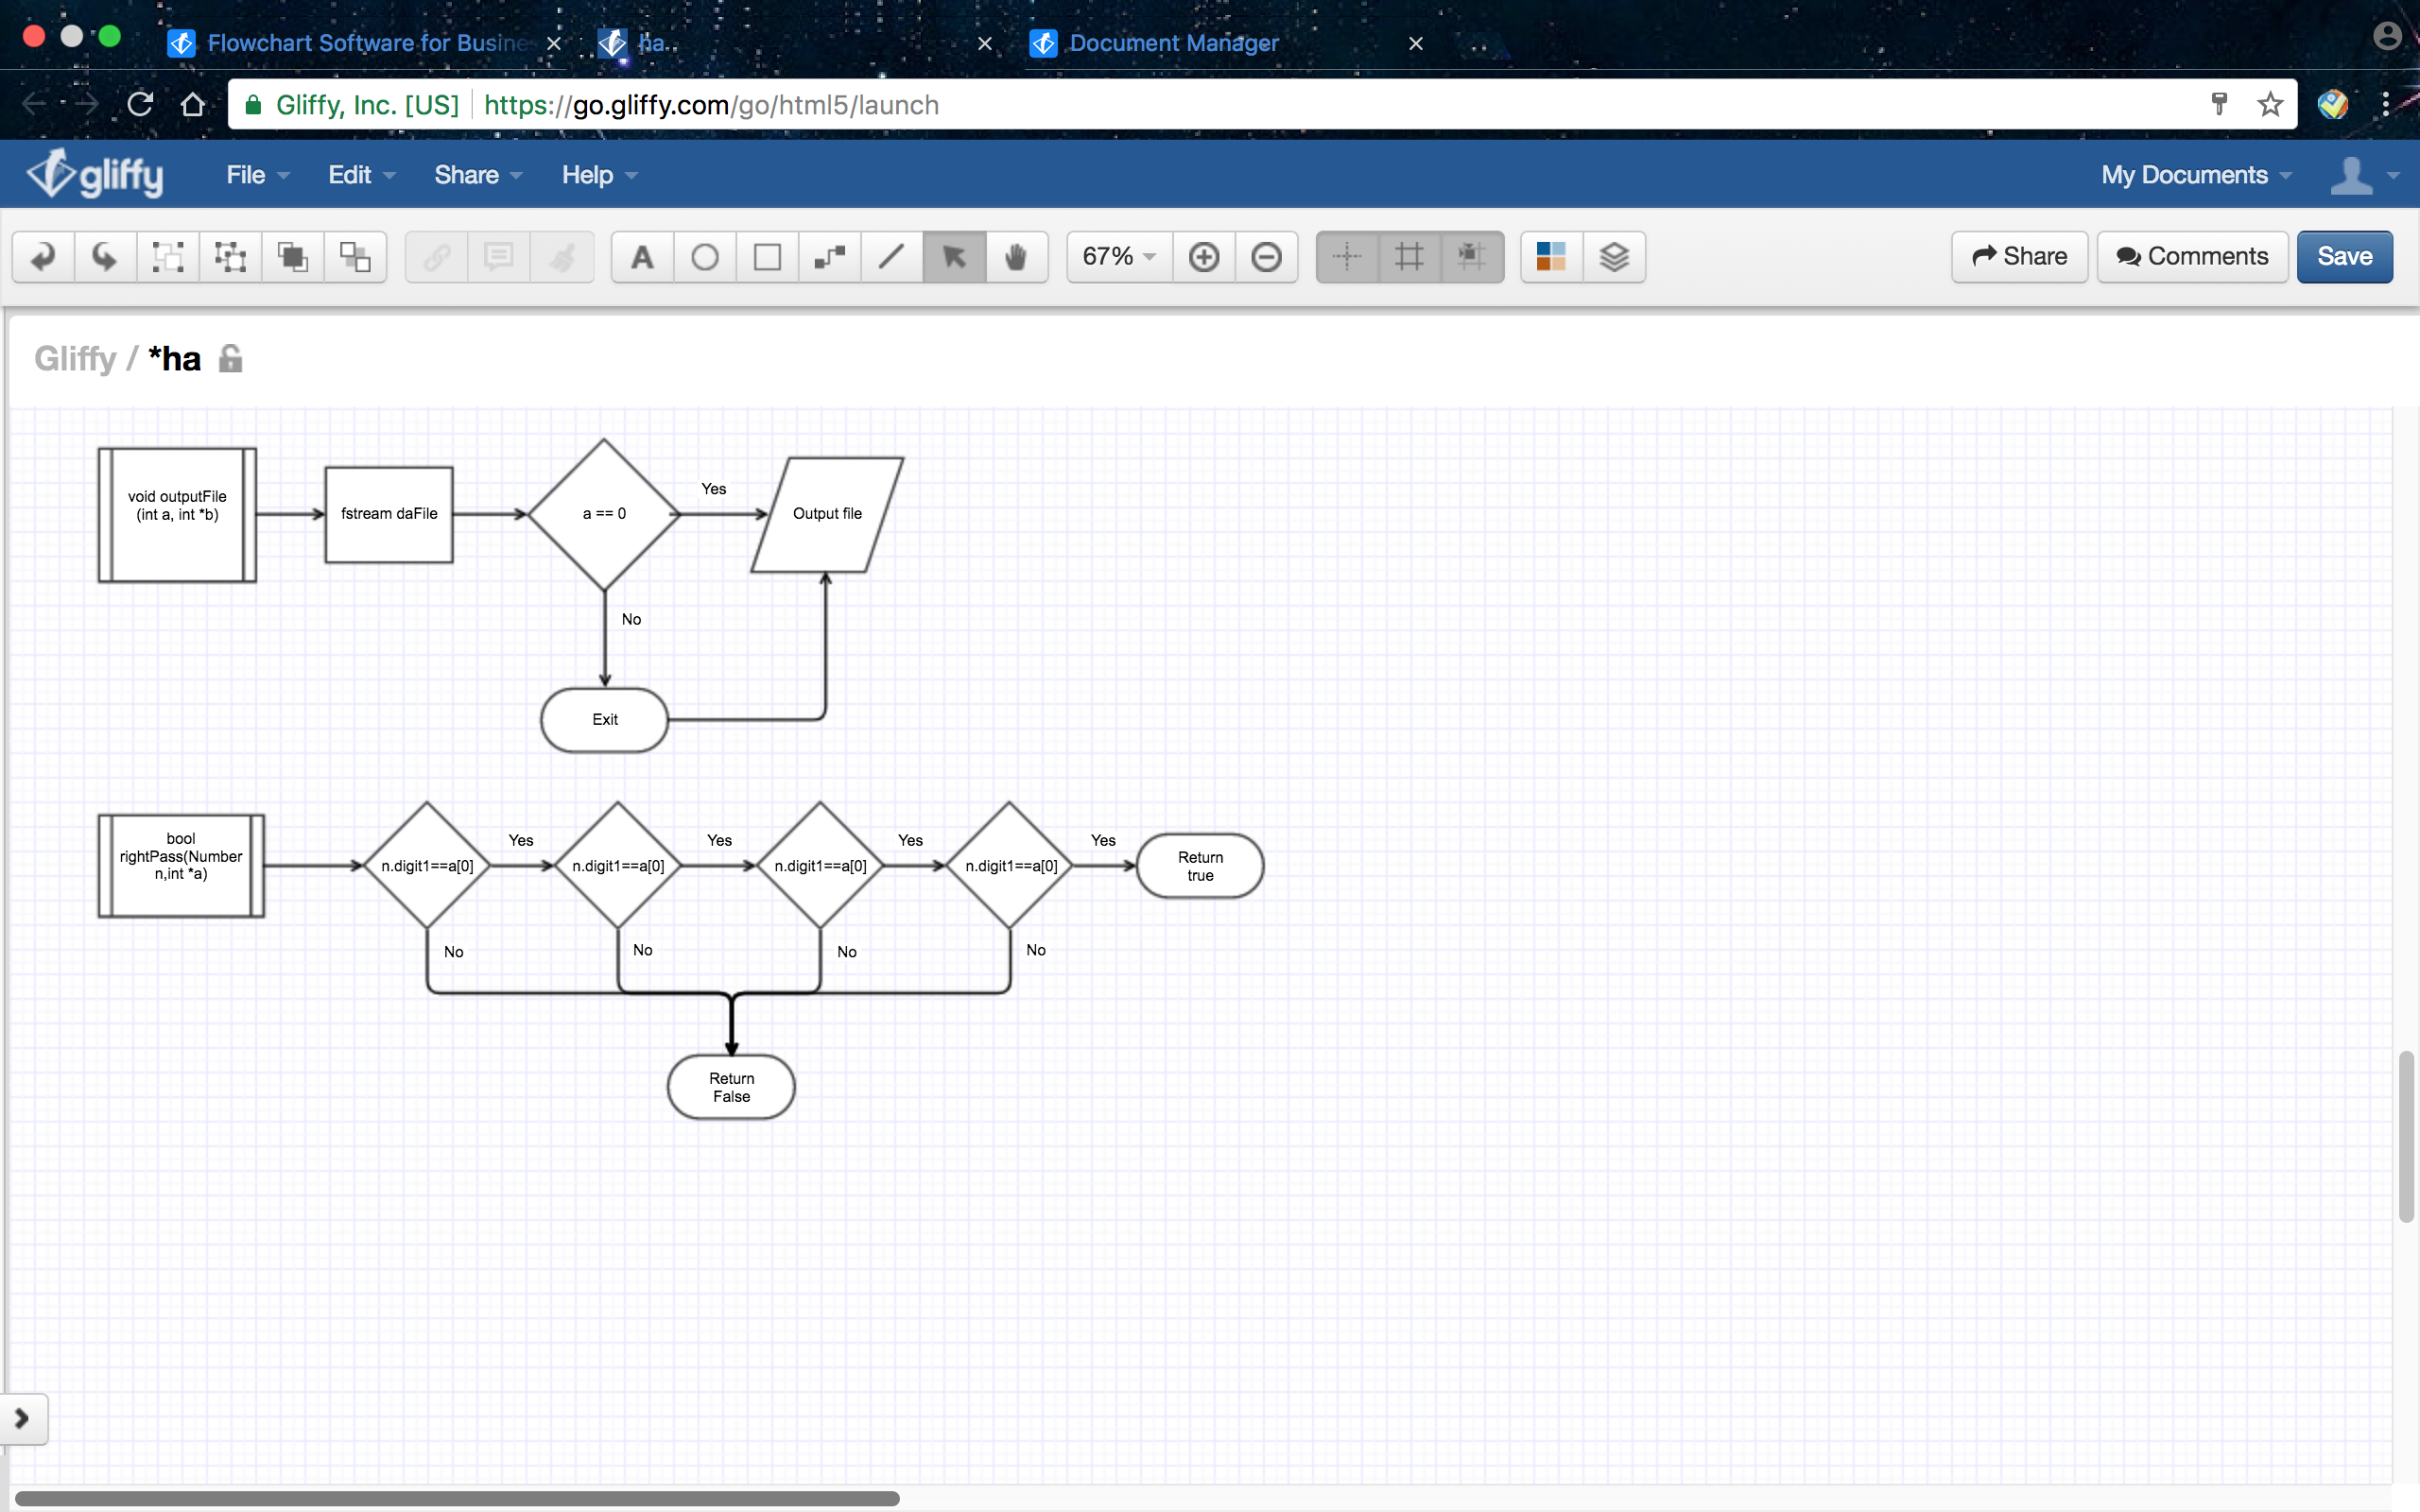 Flowchart Software for Busine
ha..
Document Manager
Gliffy, Inc. [US]
https://go.gliffy.com/go/html5/launch
gliffy
File
Edit
Share
Help
My Documents
A
67%
Share
Comments
Save
Gliffy / *ha
void outputFile
(int a, int *b)
fstream daFile
a == 0
Yes
Output file
No
Exit
bool
rightPass(Number
n,int *a)
n.digit1==a[0]
Yes
n.digit1==a[0]
Yes
n.digit1==a[0]
Yes
n.digit1==a[0]
Yes
Return
true
No
No
No
No
Return
False